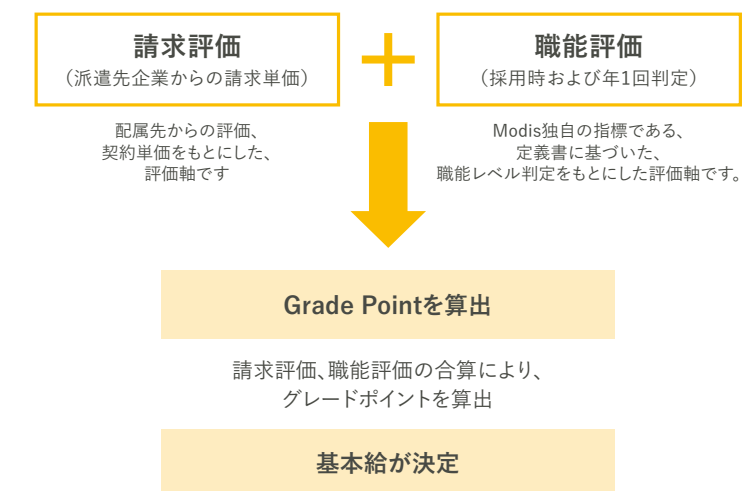 請求評価
（派遣先企業からの請求単価）
配属先からの評価、
契約単価をもとにした、
評価軸です
職能評価
（採用時および年1回判定）
Modis独自の指標である、
定義書に基づいた、
職能レベル判定をもとにした評価軸です。
Grade Pointを算出
請求評価、職能評価の合算により、
グレードポイントを算出
基本給が決定